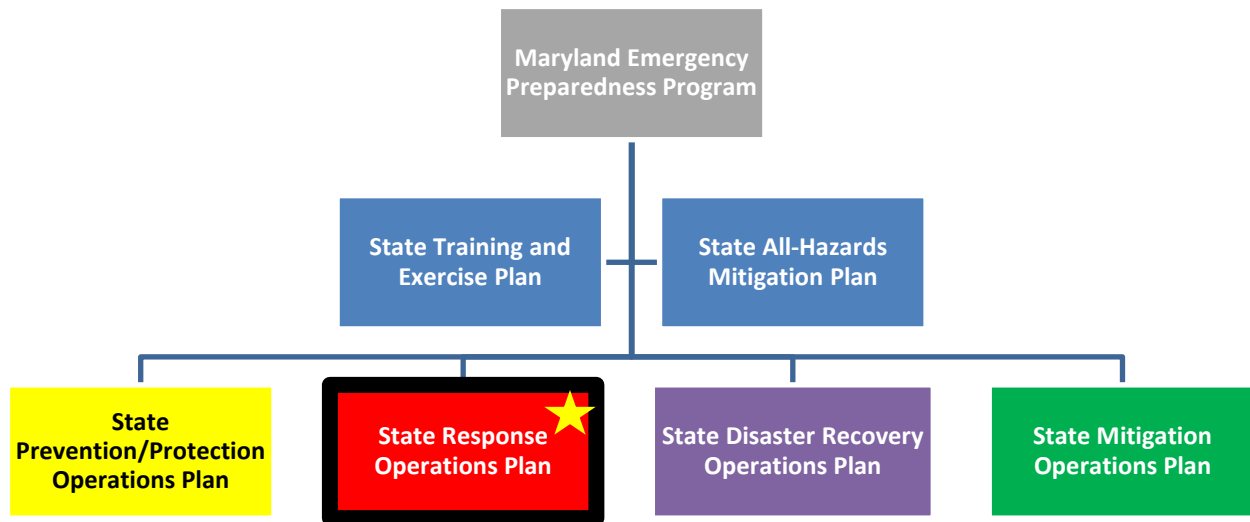 Maryland Emergency
Preparedness Program
State Training and
Exercise Plan
State All-Hazards
Mitigation Plan
State
Prevention/Protection
Operations Plan
State Response
Operations Plan
State Disaster Recovery
Operations Plan
State Mitigation
Operations Plan